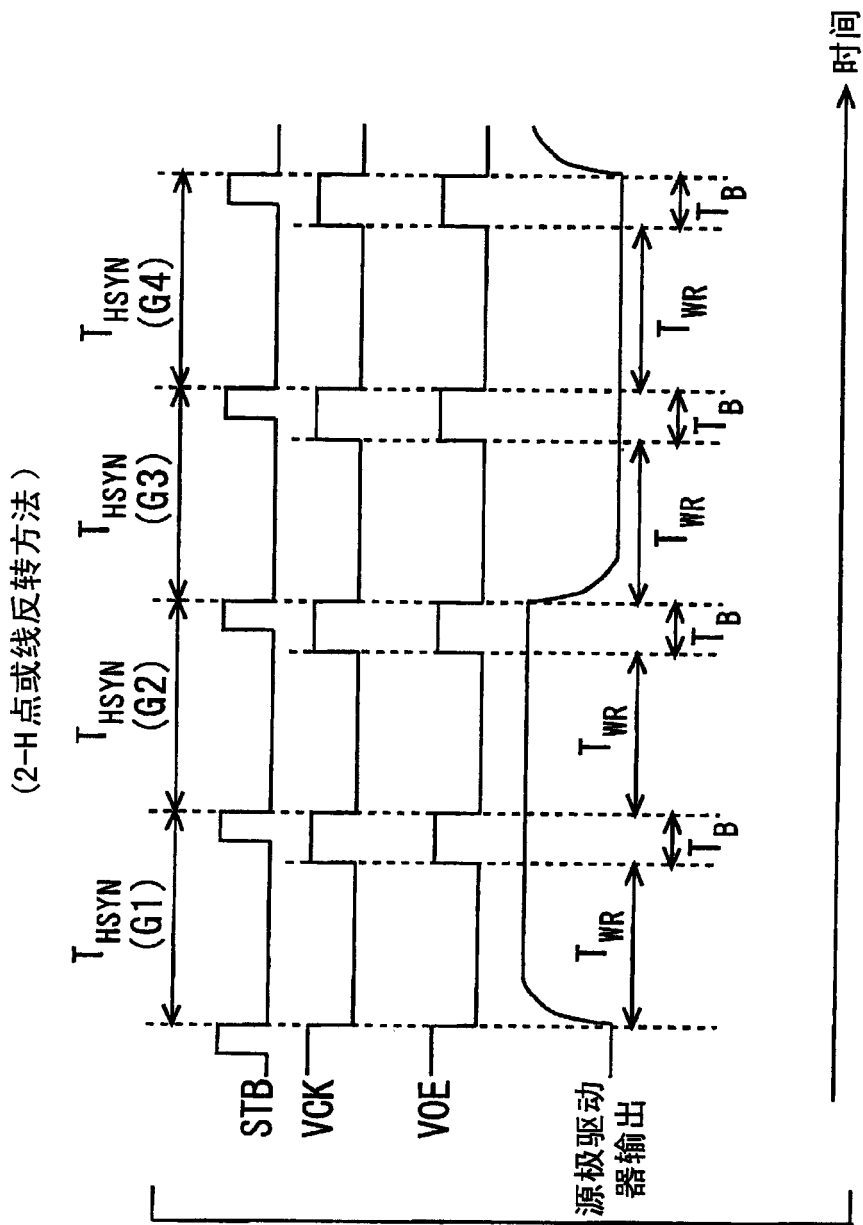 (2-H点或线反转方法)
T_HSYN
(G1)
T_HSYN
(G2)
T_HSYN
(G3)
T_HSYN
(G4)
STB
VCK
VOE
源极驱动
器输出
T_WR
T_B
T_WR
T_B
T_WR
T_B
T_WR
T_B
时间